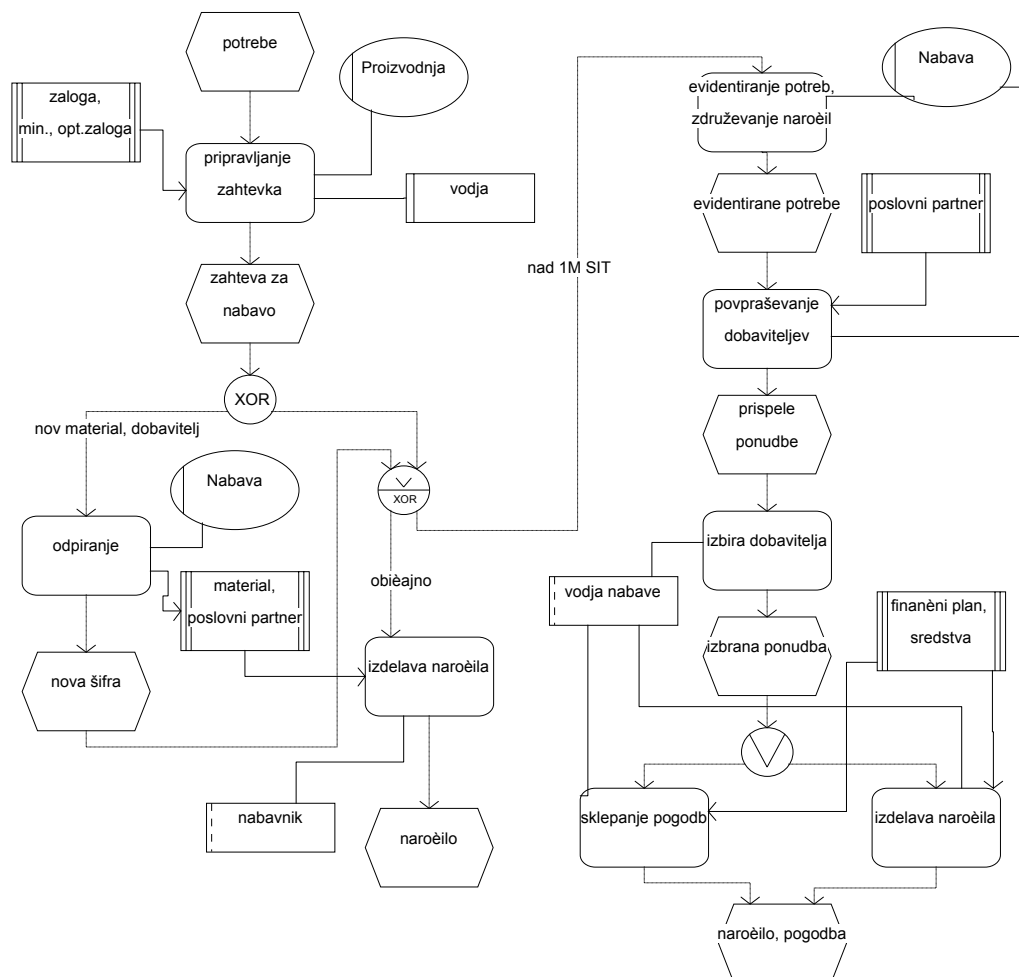 potrebe
Proizvodnja
zaloga,
min., opt.zaloga
pripravljanje
zahtevka
vodja
zahteva za
nabavo
XOR
nov material, dobavitelj
Nabava
odpiranje
material,
poslovni partner
nova šifra
XOR
obièajno
izdelava naroèila
nabavnik
naroèilo
nad 1M SIT
evidentiranje potreb,
združevanje naroèil
Nabava
evidentirane potrebe
poslovni partner
povpraševanje
dobaviteljev
prispele
ponudbe
izbira dobavitelja
vodja nabave
izbrana ponudba
finanèni plan,
sredstva
sklepanje pogodb
izdelava naroèila
naroèilo, pogodba